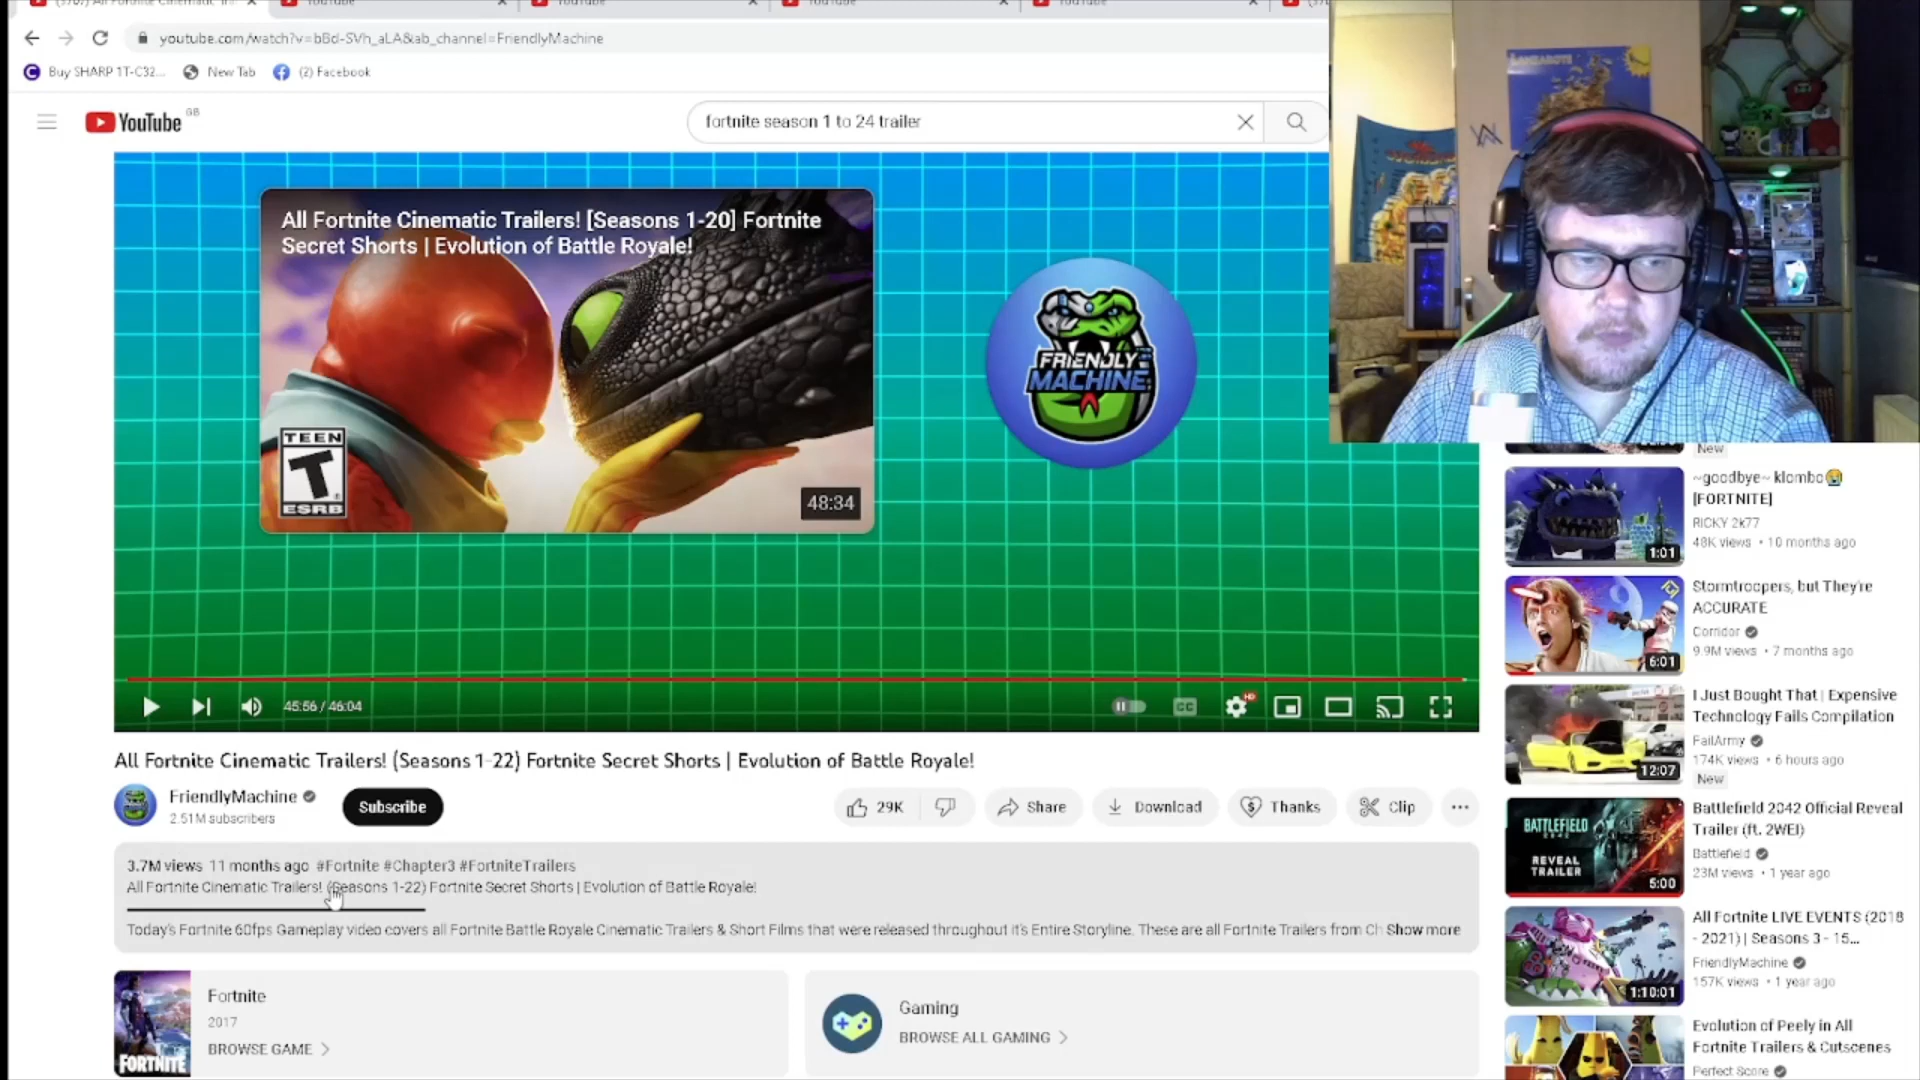 YouTube
YouTube
YouTube
YouTube
youtube.com/watch?v=bBd-SVh_aLA&ab_channel=FriendlyMachine
Buy SHARP 1T-C32...
New Tab
(2) Facebook
YouTube GB
fortnite season 1 to 24 trailer
LANZAROTE
All Fortnite Cinematic Trailers! [Seasons 1-20] Fortnite
Secret Shorts | Evolution of Battle Royale!
TEEN
T
ESRB
48:34
FRIENDLY
MACHINE
45:56 / 46:04
CC
HD
All Fortnite Cinematic Trailers! (Seasons 1-22) Fortnite Secret Shorts | Evolution of Battle Royale!
FriendlyMachine
2.51M subscribers
Subscribe
29K
Share
Download
Thanks
Clip
3.7M views 11 months ago #Fortnite #Chapter3 #FortniteTrailers
All Fortnite Cinematic Trailers! (Seasons 1-22) Fortnite Secret Shorts | Evolution of Battle Royale!
Today's Fortnite 60fps Gameplay video covers all Fortnite Battle Royale Cinematic Trailers & Short Films that were released throughout it's Entire Storyline. These are all Fortnite Trailers from Ch Show more
Fortnite
2017
BROWSE GAME
FORTNITE
Gaming
BROWSE ALL GAMING
New
~goodbye~ klombo
[FORTNITE]
RICKY 2k77
48K views • 10 months ago
1:01
Stormtroopers, but They're
ACCURATE
Corridor
9.9M views • 7 months ago
6:01
I Just Bought That | Expensive
Technology Fails Compilation
FailArmy
174K views • 6 hours ago
New
12:07
Battlefield 2042 Official Reveal
Trailer (ft. 2WEI)
Battlefield
23M views • 1 year ago
BATTLEFIELD
REVEAL
TRAILER
5:00
All Fortnite LIVE EVENTS (2018
- 2021) | Seasons 3 - 15...
FriendlyMachine
157K views • 1 year ago
1:10:01
Evolution of Peely in All
Fortnite Trailers & Cutscenes
Perfect Score